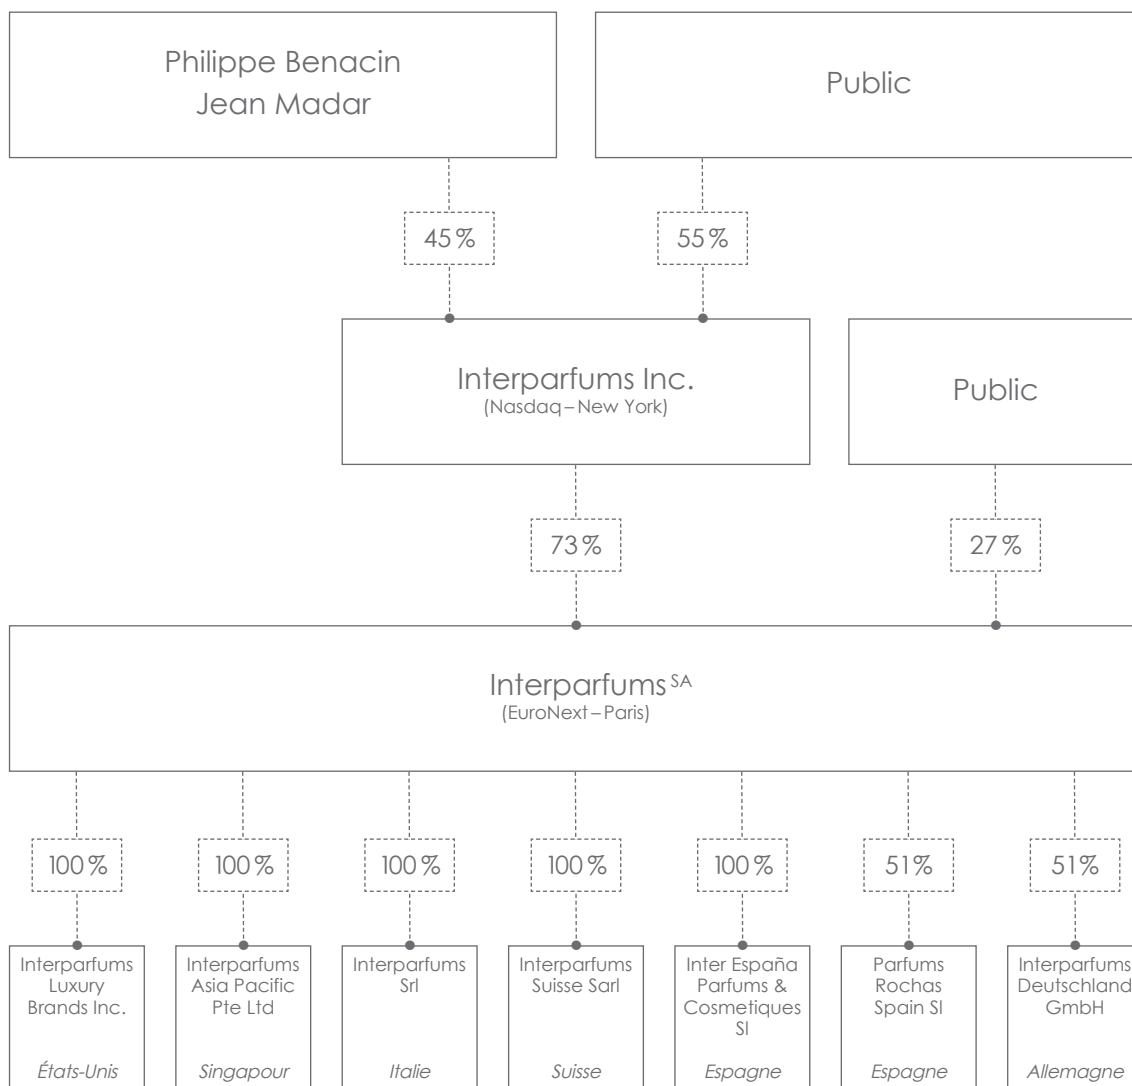 Philippe Benacin
Jean Madar
Public
45 %
55 %
Interparfums Inc.
(Nasdaq – New York)
Public
73 %
27 %
Interparfums SA
(EuroNext – Paris)
100 %
100 %
100 %
100 %
100 %
51 %
51 %
Interparfums
Luxury
Brands Inc.
États-Unis
Interparfums
Asia Pacific
Pte Ltd
Singapour
Interparfums
Srl
Italie
Interparfums
Suisse Sarl
Suisse
Inter España
Parfums &
Cosmetiques
Sl
Espagne
Parfums
Rochas
Spain Sl
Espagne
Interparfums
Deutschland
GmbH
Allemagne